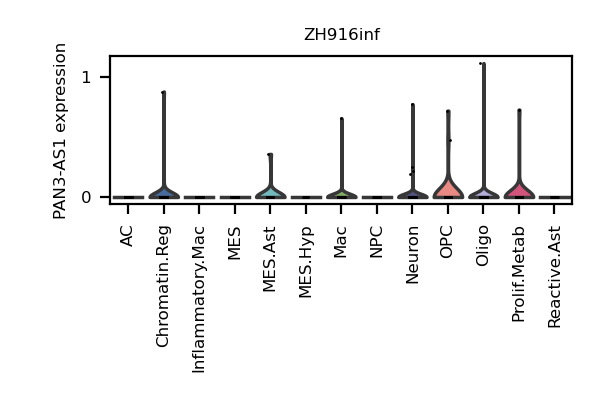 ZH916inf
PAN3-AS1 expression
1
0
AC
Chromatin.Reg
Inflammatory.Mac
MES
MES.Ast
MES.Hyp
Mac
NPC
Neuron
OPC
Oligo
Prolif.Metab
Reactive.Ast